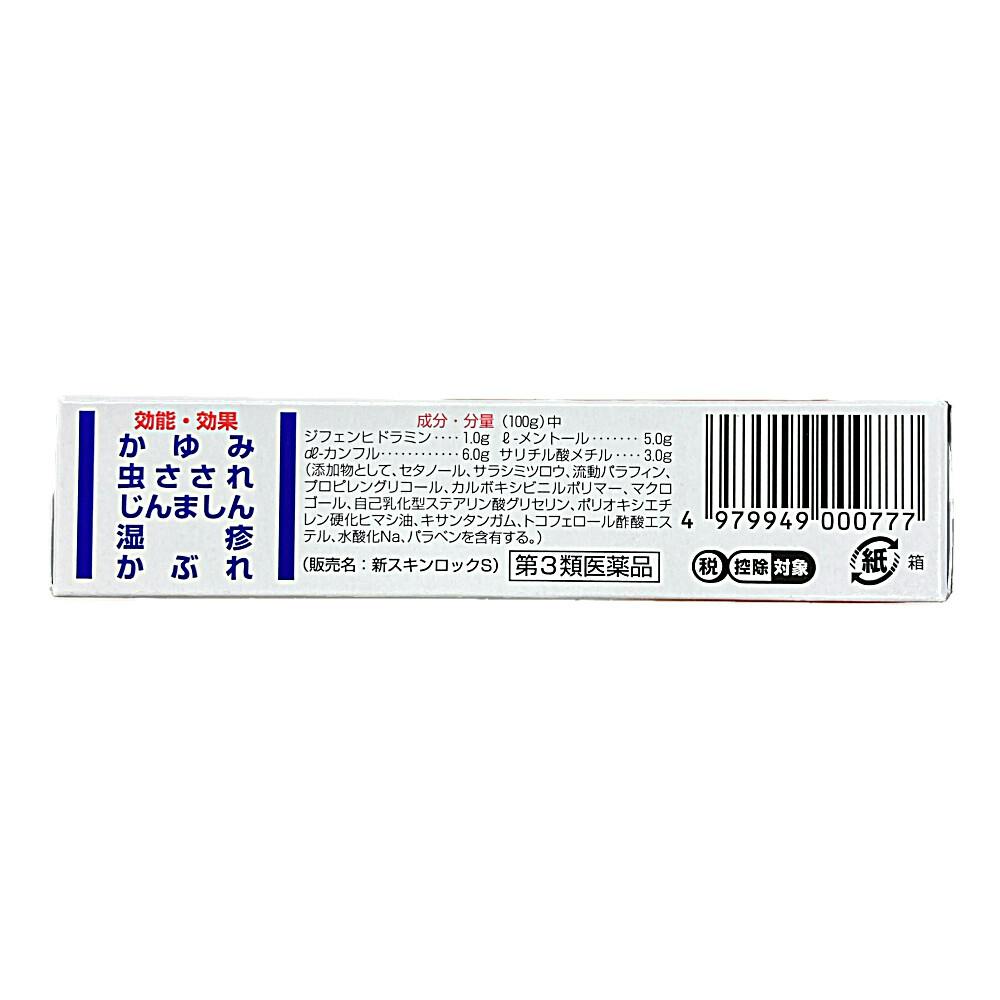 効能・効果
かゆみ
虫さされ
じんましん
湿疹
かぶれ
成分・分量(100g)中
ジフェンヒドラミン‥‥1.0g ℓ-メントール‥‥‥‥5.0g
dℓ-カンフル‥‥‥‥‥‥6.0g サリチル酸メチル‥‥3.0g
(添加物として、セタノール、サラシミツロウ、流動パラフィン、
プロピレングリコール、カルボキシビニルポリマー、マクロ
ゴール、自己乳化型ステアリン酸グリセリン、ポリオキシエチ
レン硬化ヒマシ油、キサンタンガム、トコフェロール酢酸エス
テル、水酸化Na、パラベンを含有する。)
(販売名:新スキンロックS) 第3類医薬品
4 979949 000777
税 控除対象
紙 箱